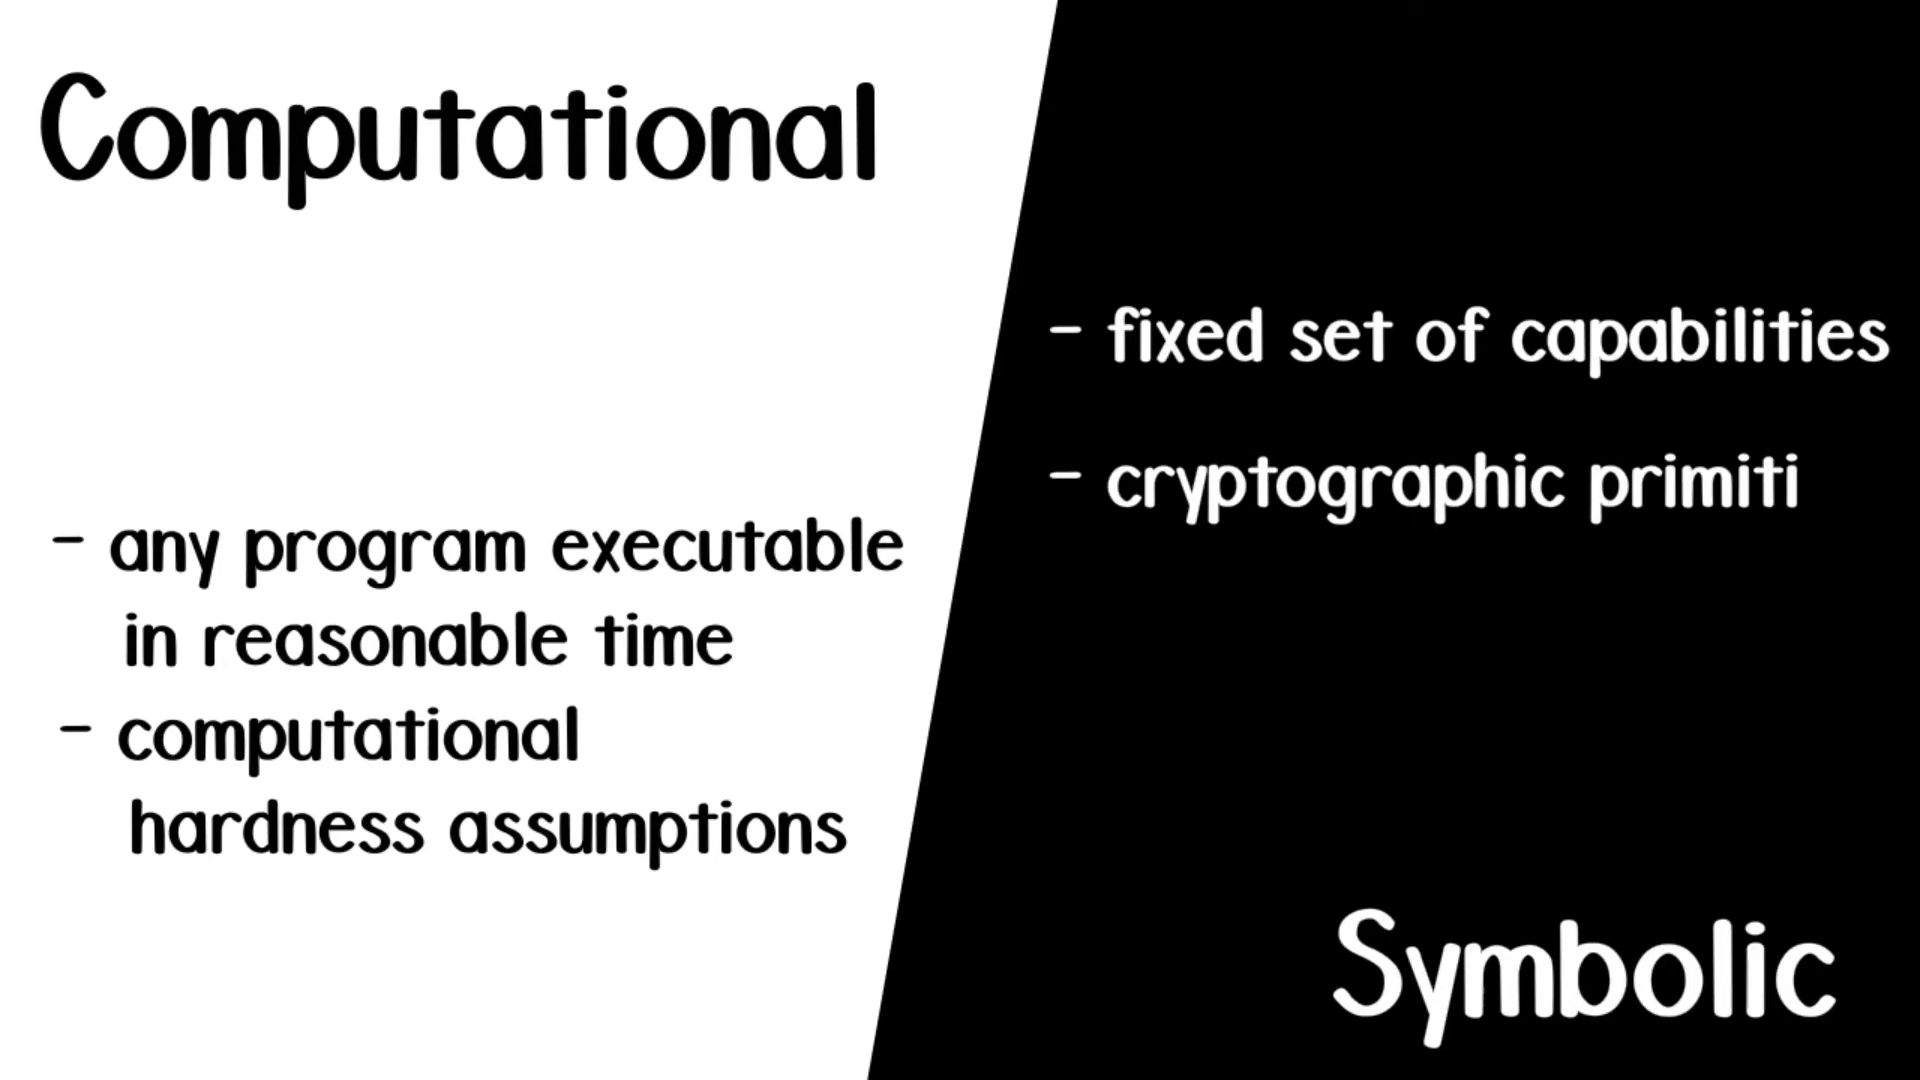 Computational
- any program executable
in reasonable time
- computational
hardness assumptions
- fixed set of capabilities
- cryptographic primiti
Symbolic